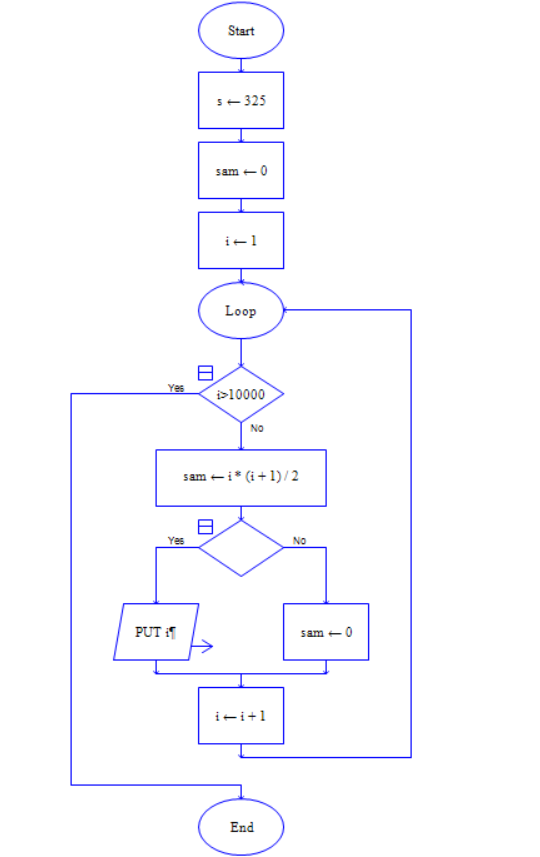 Start
s ← 325
sam ← 0
i ← 1
Loop
i>10000
Yes
No
sam ← i * (i + 1) / 2
Yes
No
PUT i¶
sam ← 0
i ← i + 1
End